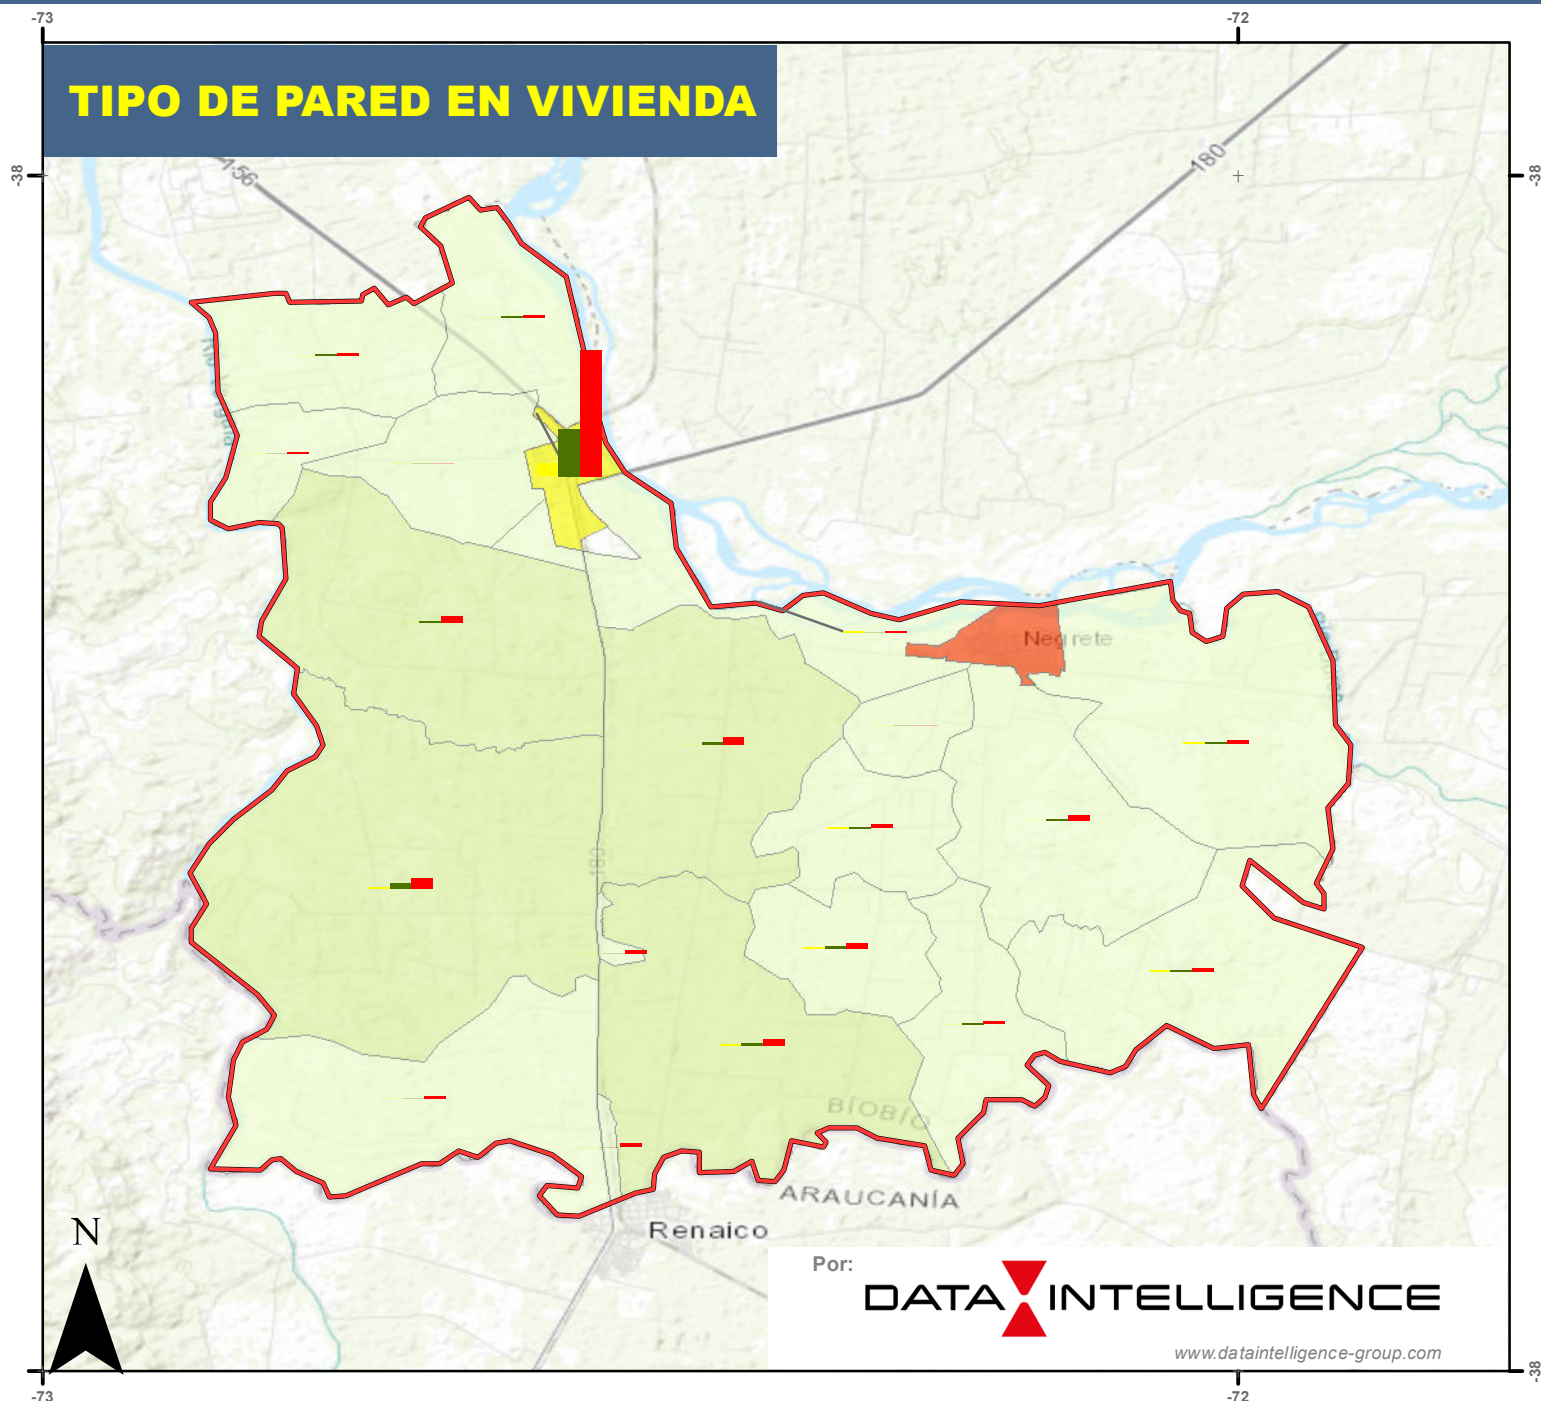 -73
-72
TIPO DE PARED EN VIVIENDA
-38
-38
156
180
Negrete
180
BÍOBÍO
ARAUCANÍA
Renaico
N
Por:
DATA INTELLIGENCE
www.dataintelligence-group.com
-38
-73
-72